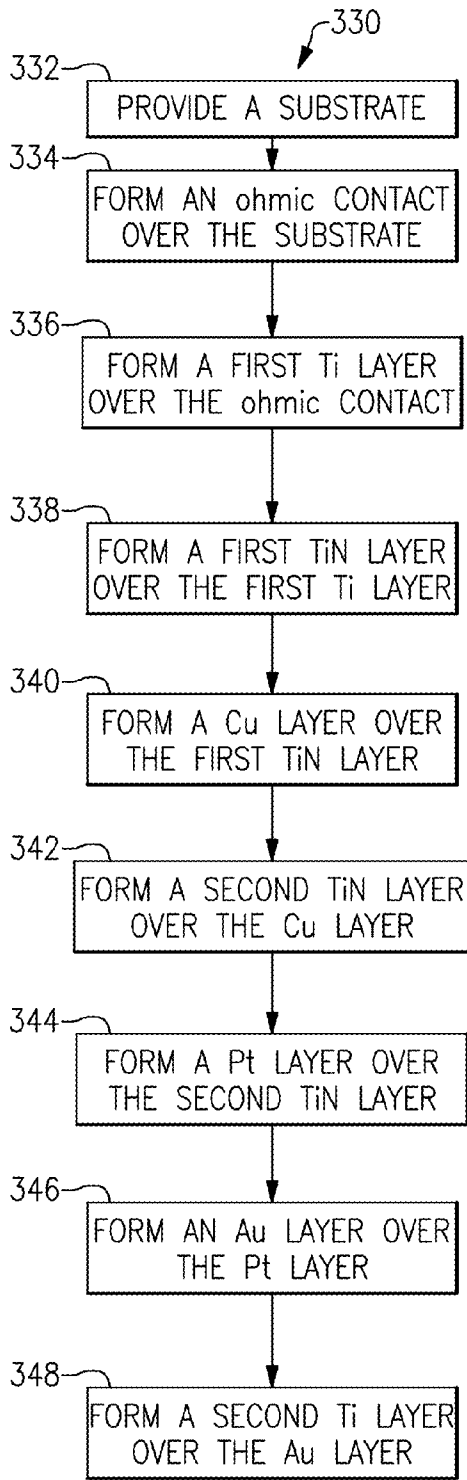 330
332
PROVIDE A SUBSTRATE
334
FORM AN ohmic CONTACT
OVER THE SUBSTRATE
336
FORM A FIRST Ti LAYER
OVER THE ohmic CONTACT
338
FORM A FIRST TiN LAYER
OVER THE FIRST Ti LAYER
340
FORM A Cu LAYER OVER
THE FIRST TiN LAYER
342
FORM A SECOND TiN LAYER
OVER THE Cu LAYER
344
FORM A Pt LAYER OVER
THE SECOND TiN LAYER
346
FORM AN Au LAYER OVER
THE Pt LAYER
348
FORM A SECOND Ti LAYER
OVER THE Au LAYER